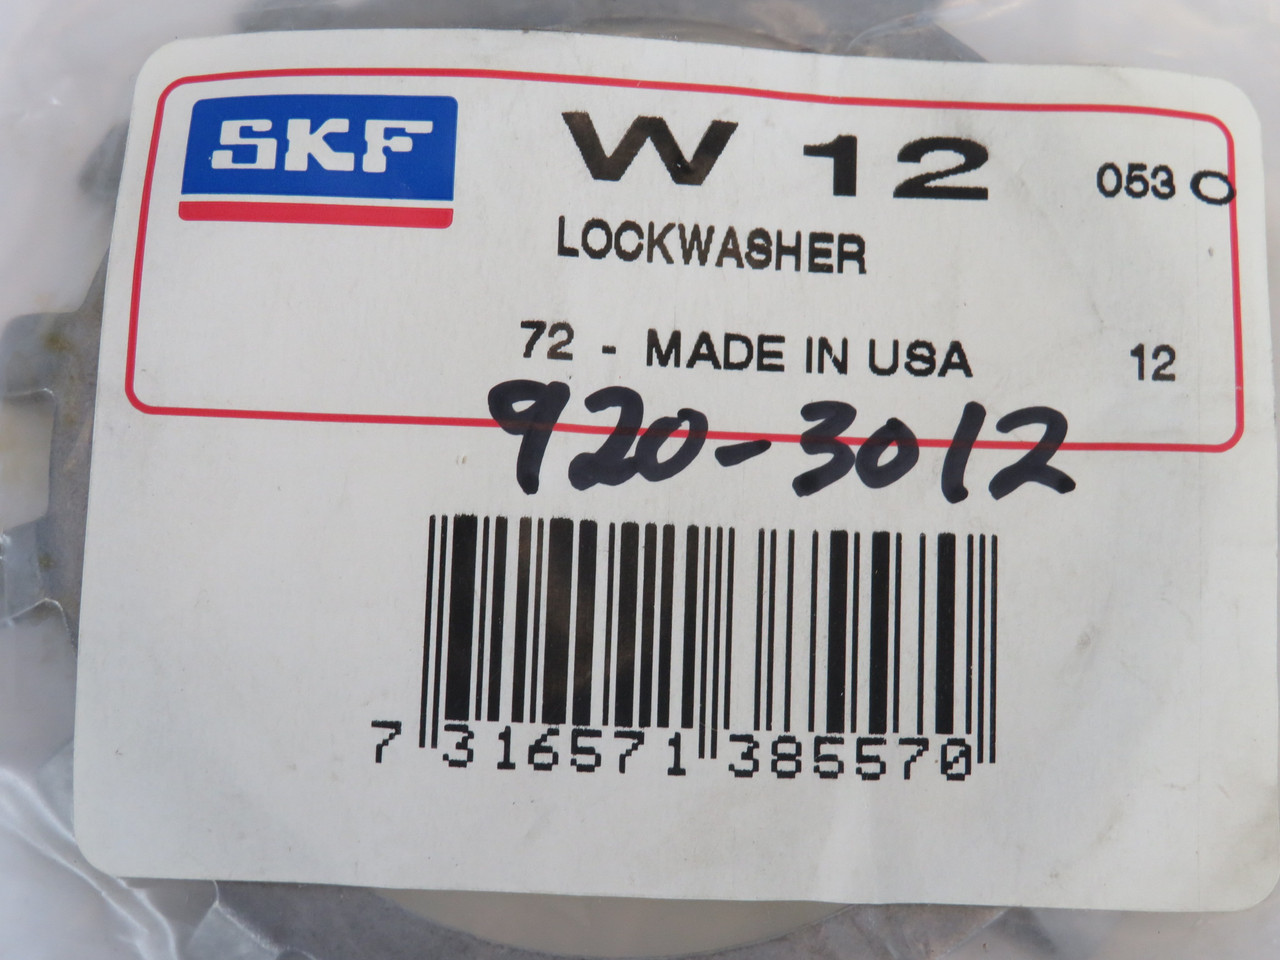 SKF
W 12
053 O
LOCKWASHER
72 - MADE IN USA
12
920-3012
7 316571 385570